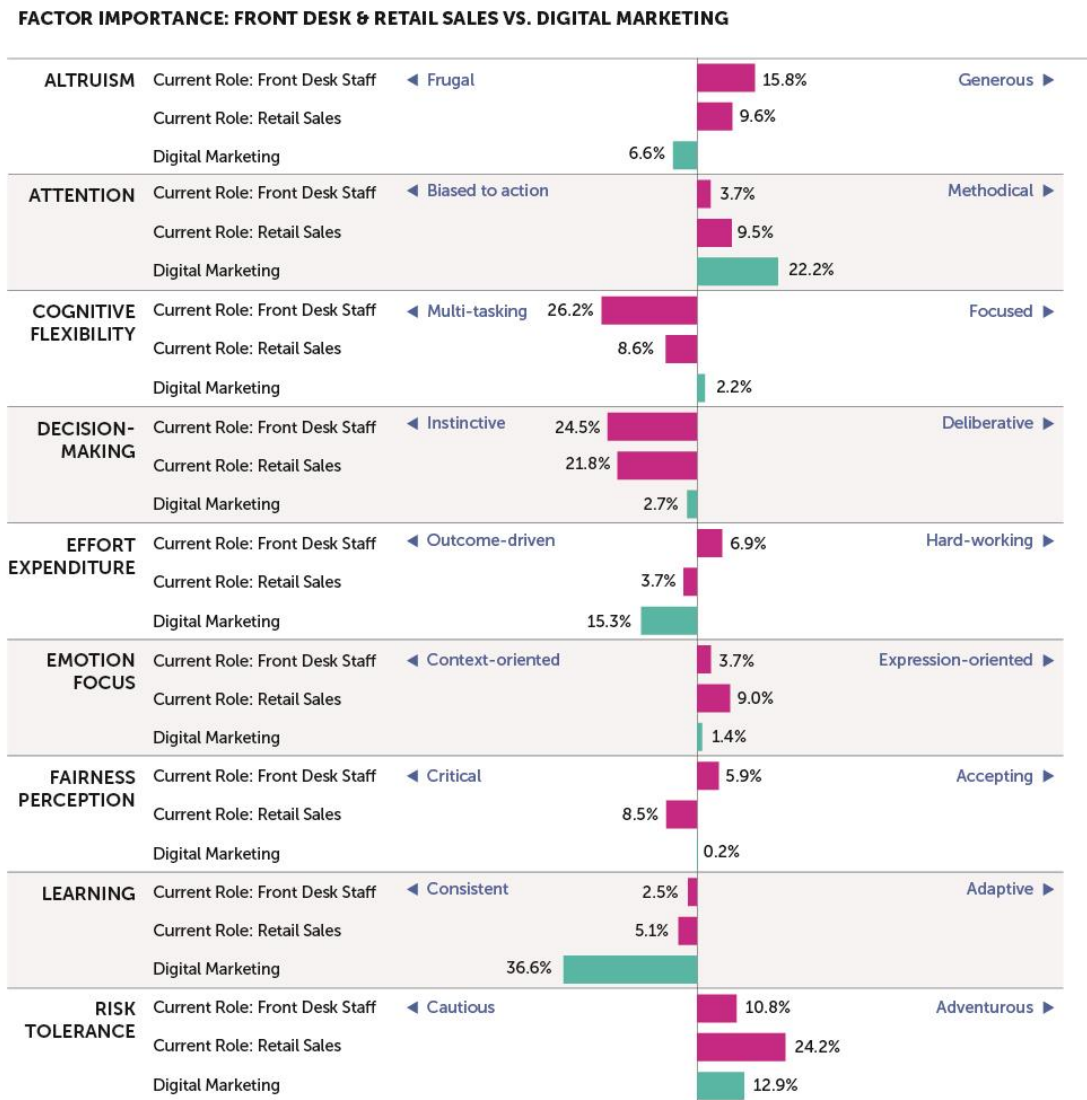 FACTOR IMPORTANCE: FRONT DESK & RETAIL SALES VS. DIGITAL MARKETING
ALTRUISM Current Role: Front Desk Staff ◀ Frugal 15.8% Generous ▶
Current Role: Retail Sales 9.6%
Digital Marketing 6.6%
ATTENTION Current Role: Front Desk Staff ◀ Biased to action 3.7% Methodical ▶
Current Role: Retail Sales 9.5%
Digital Marketing 22.2%
COGNITIVE Current Role: Front Desk Staff ◀ Multi-tasking 26.2% Focused ▶
FLEXIBILITY Current Role: Retail Sales 8.6%
Digital Marketing 2.2%
DECISION- Current Role: Front Desk Staff ◀ Instinctive 24.5% Deliberative ▶
MAKING Current Role: Retail Sales 21.8%
Digital Marketing 2.7%
EFFORT Current Role: Front Desk Staff ◀ Outcome-driven 6.9% Hard-working ▶
EXPENDITURE Current Role: Retail Sales 3.7%
Digital Marketing 15.3%
EMOTION Current Role: Front Desk Staff ◀ Context-oriented 3.7% Expression-oriented ▶
FOCUS Current Role: Retail Sales 9.0%
Digital Marketing 1.4%
FAIRNESS Current Role: Front Desk Staff ◀ Critical 5.9% Accepting ▶
PERCEPTION Current Role: Retail Sales 8.5%
Digital Marketing 0.2%
LEARNING Current Role: Front Desk Staff ◀ Consistent 2.5% Adaptive ▶
Current Role: Retail Sales 5.1%
Digital Marketing 36.6%
RISK Current Role: Front Desk Staff ◀ Cautious 10.8% Adventurous ▶
TOLERANCE Current Role: Retail Sales 24.2%
Digital Marketing 12.9%